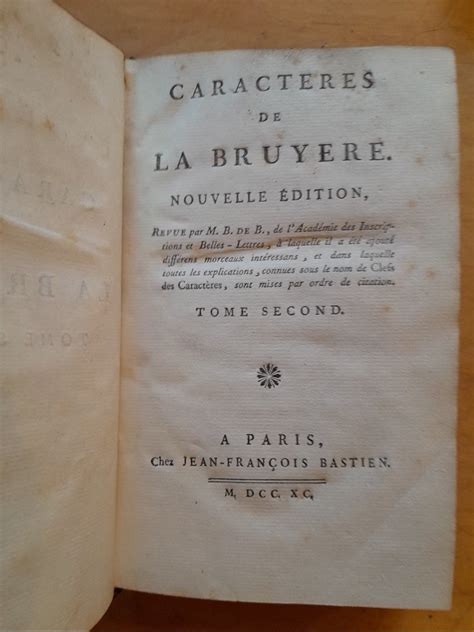 CARACTERES
DE
LA BRUYERE.
NOUVELLE ÉDITION,
REVUE par M. B. DE B., de l'Académie des Inscrip-
tions et Belles-Lettres, à laquelle il a été ajouté
différens morceaux intéressans, et dans laquelle
toutes les explications, connues sous le nom de Clefs
des Caractères, sont mises par ordre de citation.
TOME SECOND.
A PARIS,
Chez JEAN-FRANÇOIS BASTIEN.
M. DCC. XC.